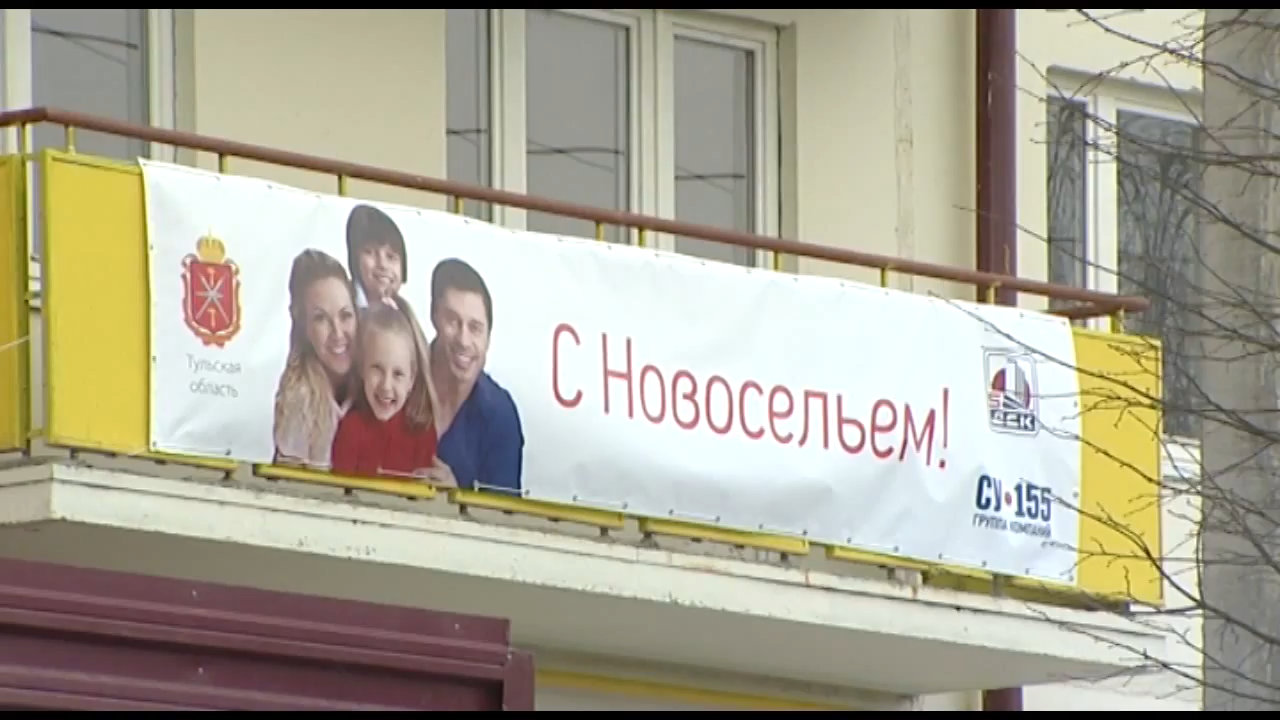 Тульская
область
С Новосельем!
ДСК
СУ-155
ГРУППА КОМПАНИЙ